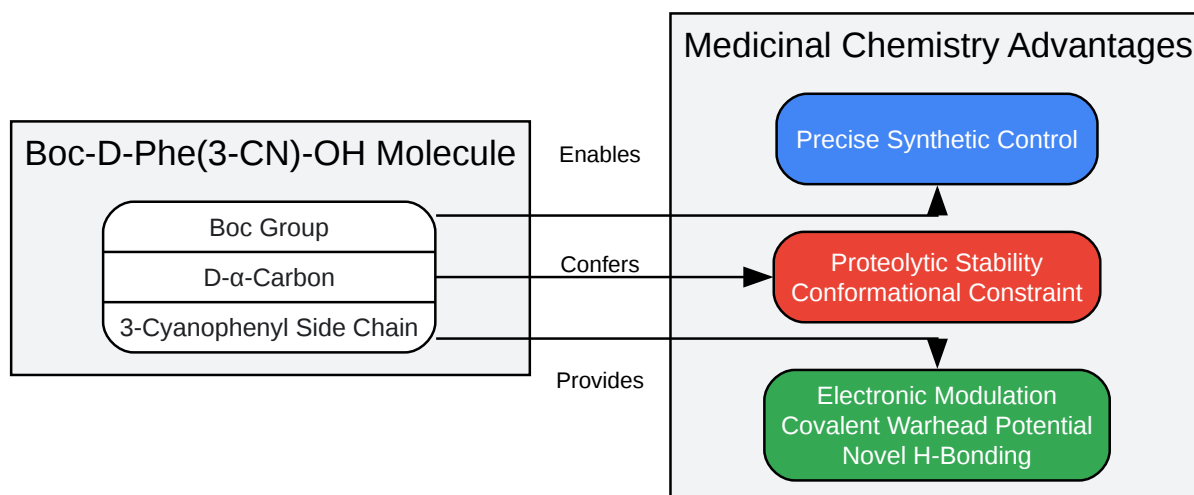 Medicinal Chemistry Advantages
Precise Synthetic Control
Boc-D-Phe(3-CN)-OH Molecule
Enables
Boc Group
D-α-Carbon
3-Cyanophenyl Side Chain
Confers
Proteolytic Stability
Conformational Constraint
Provides
Electronic Modulation
Covalent Warhead Potential
Novel H-Bonding